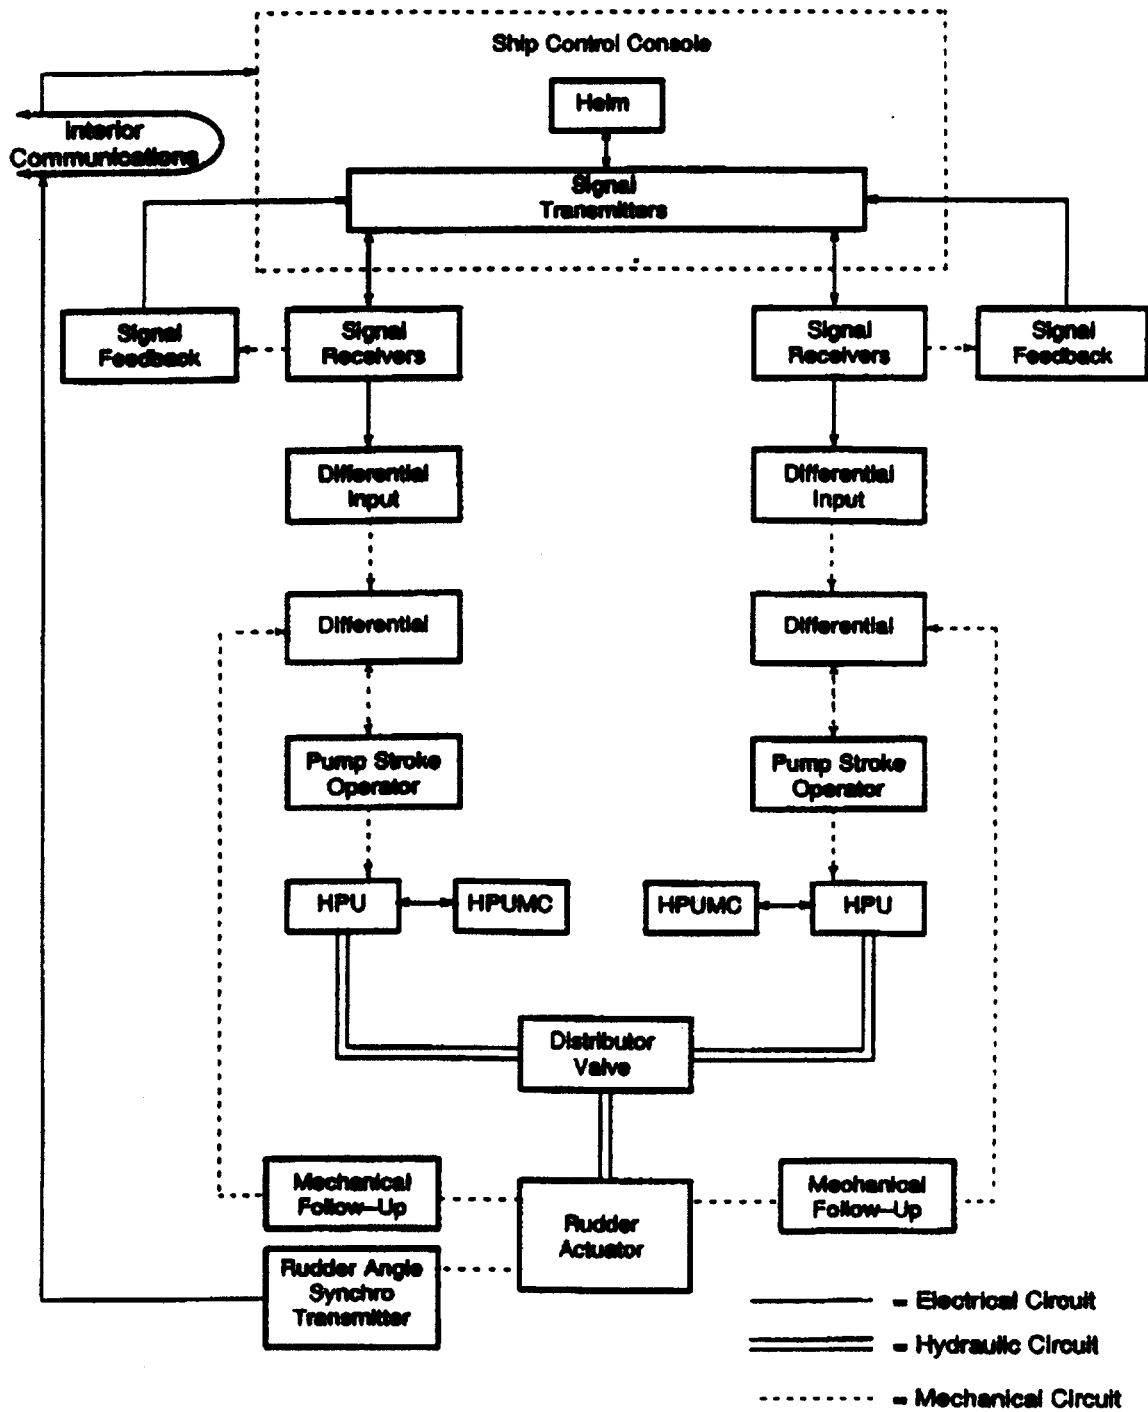 Ship Control Console
Helm
Interior
Communications
Signal
Transmitters
Signal
Feedback
Signal
Receivers
Signal
Receivers
Signal
Feedback
Differential
Input
Differential
Input
Differential
Differential
Pump Stroke
Operator
Pump Stroke
Operator
HPU
HPUMC
HPUMC
HPU
Distributor
Valve
Mechanical
Follow-Up
Rudder
Actuator
Mechanical
Follow-Up
Rudder Angle
Synchro
Transmitter
= Electrical Circuit
= Hydraulic Circuit
= Mechanical Circuit